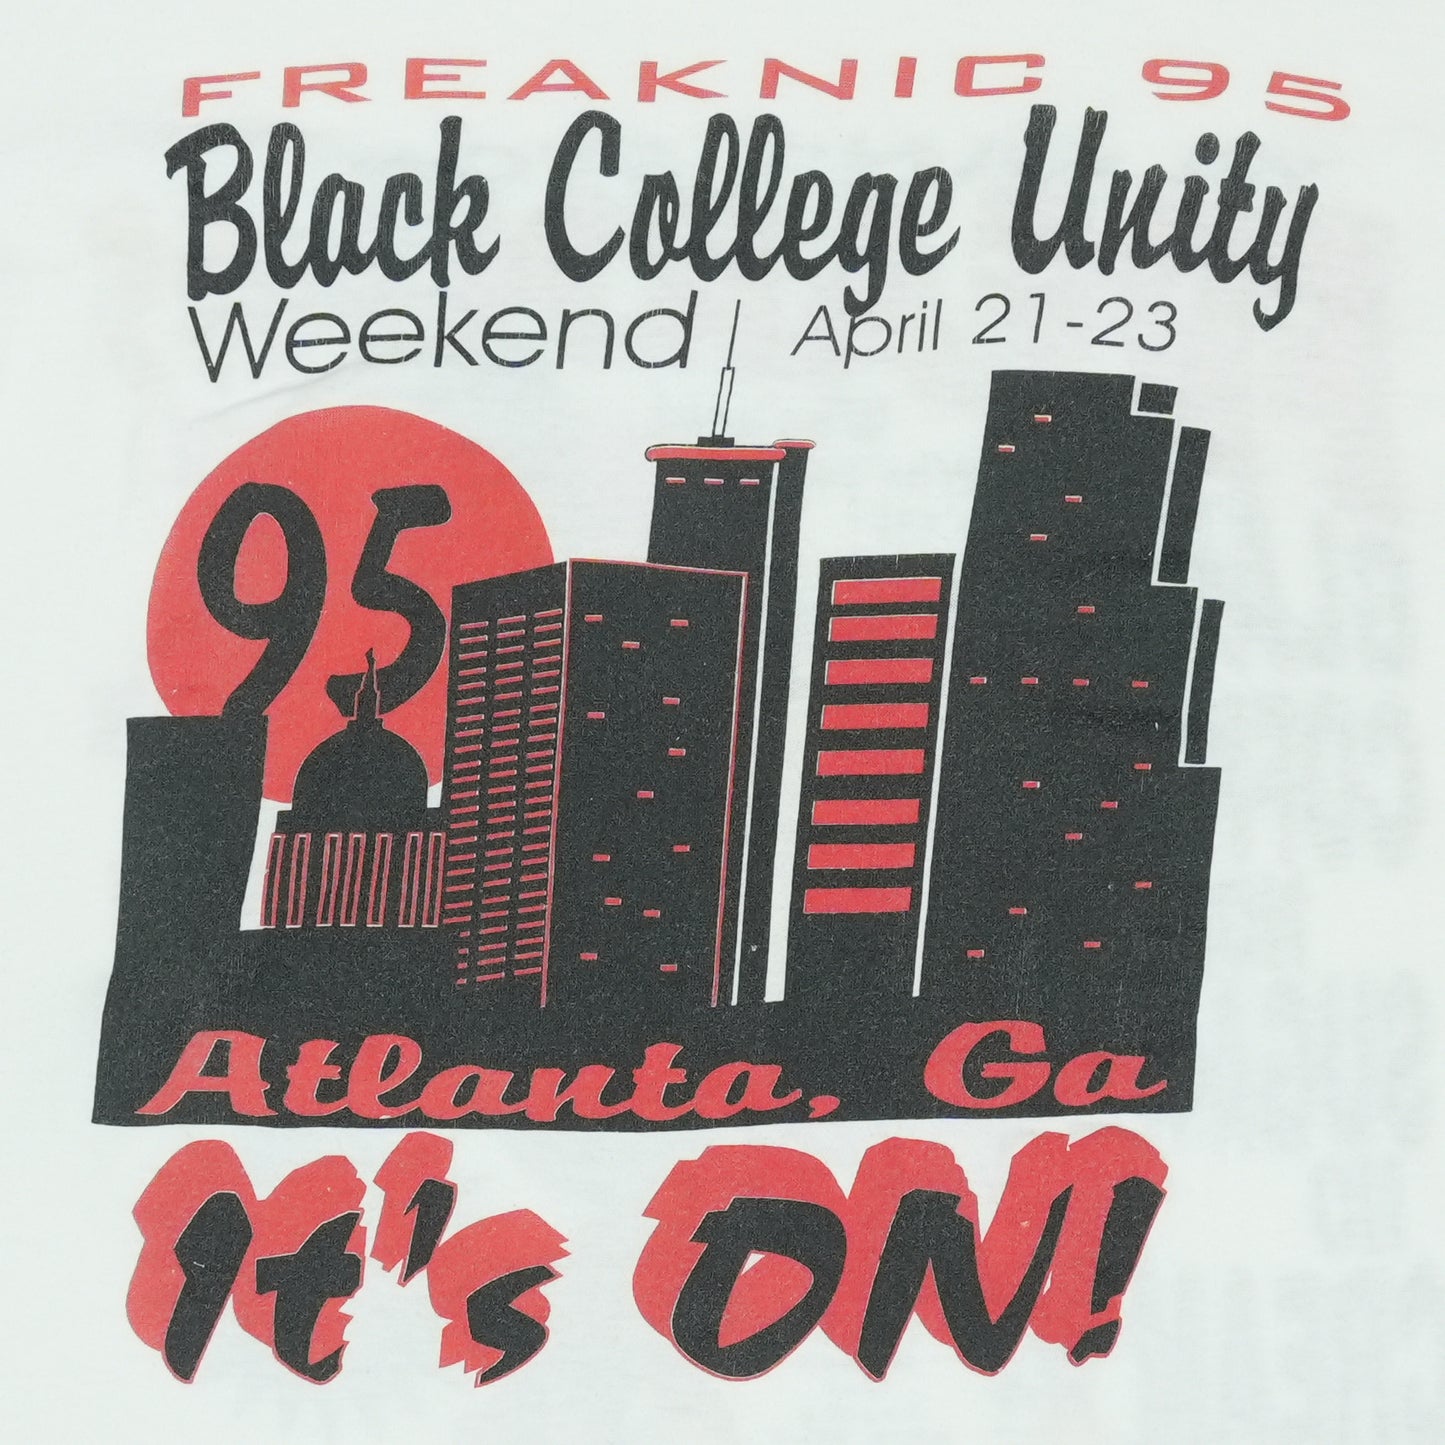 FREAKNIC 95
Black College Unity
Weekend April 21-23
95
Atlanta, Ga
It's ON!